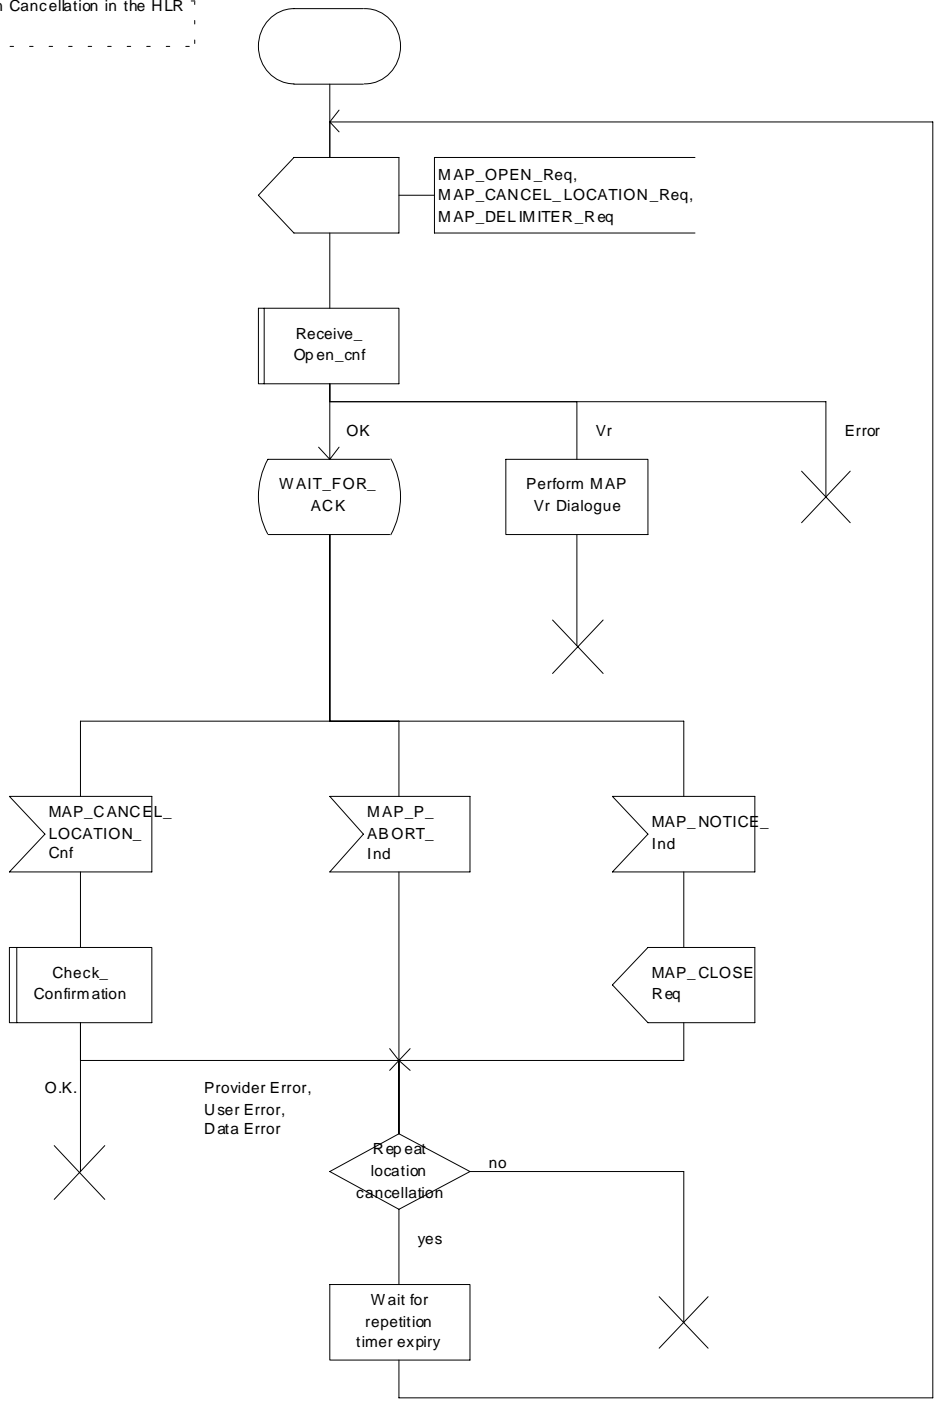 n Cancellation in the HLR
MAP_OPEN_Req,
MAP_CANCEL_LOCATION_Req,
MAP_DELIMITER_Req
Receive_
Open_cnf
OK
Vr
Error
WAIT_FOR_
ACK
Perform MAP
Vr Dialogue
MAP_CANCEL_
LOCATION_
Cnf
MAP_P_
ABORT_
Ind
MAP_NOTICE_
Ind
Check_
Confirmation
MAP_CLOSE
Req
O.K.
Provider Error,
User Error,
Data Error
Repeat
location
cancellation
no
yes
Wait for
repetition
timer expiry